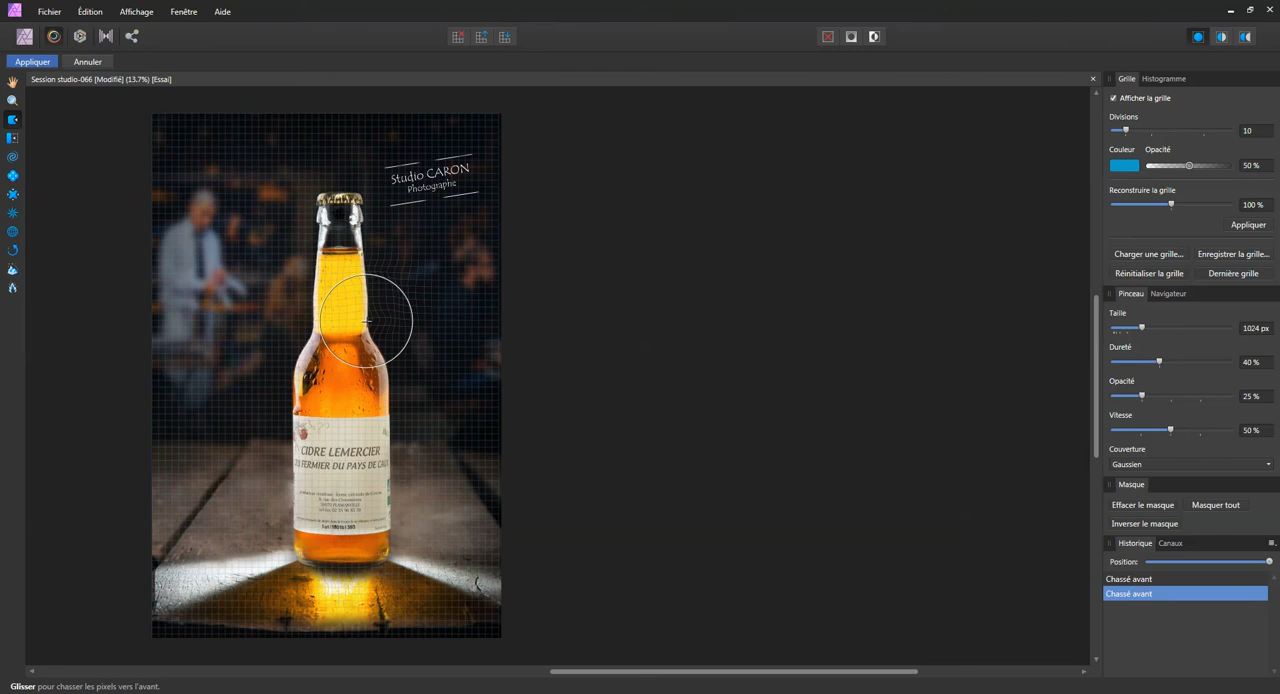 Fichier Édition Affichage Fenêtre Aide
Appliquer Annuler
Session studio-066 [Modifié] (13.7%) [Essai]
Grille Histogramme
Afficher la grille
Divisions
10
Couleur Opacité
50 %
Reconstruire la grille
100 %
Appliquer
Charger une grille... Enregistrer la grille...
Réinitialiser la grille Dernière grille
Pinceau Navigateur
Taille
1024 px
Dureté
40 %
Opacité
25 %
Vitesse
50 %
Couverture
Gaussien
Masque
Effacer le masque Masquer tout
Inverser le masque
Historique Canaux
Position:
Chassé avant
Chassé avant
Studio CARON
Photographe
CIDRE LEMERCIER
FERMIER DU PAYS DE
Glisser pour chasser les pixels vers l'avant.